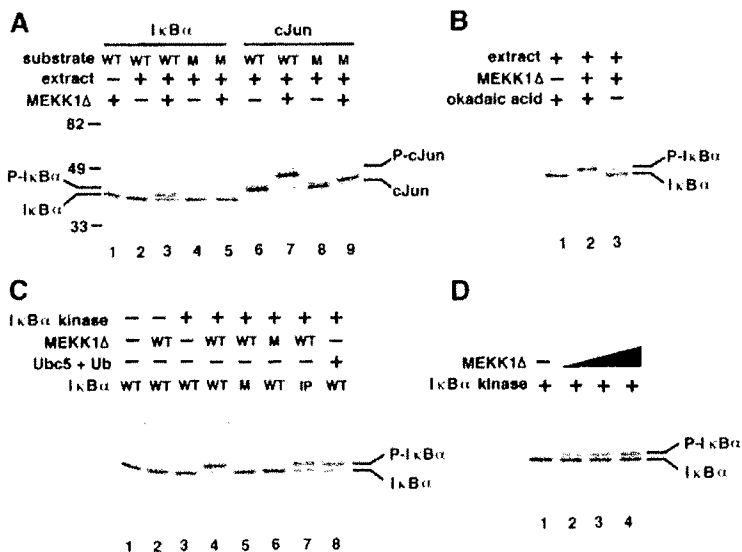 A
IκBα cJun
substrate WT WT WT M M WT WT M M
extract – + + + + + + + +
MEKK1Δ + – + – + – + – +
82
49
P-IκBα
IκBα
33
P-cJun
cJun
1 2 3 4 5 6 7 8 9
B
extract + + +
MEKK1Δ – + +
okadaic acid + + –
P-IκBα
IκBα
1 2 3
C
IκBα kinase – – + + + + + +
MEKK1Δ – WT – WT WT M WT –
Ubc5 + Ub – – – – – – – +
IκBα WT WT WT WT M WT IP WT
P-IκBα
IκBα
1 2 3 4 5 6 7 8
D
MEKK1Δ –
IκBα kinase + + + +
P-IκBα
IκBα
1 2 3 4